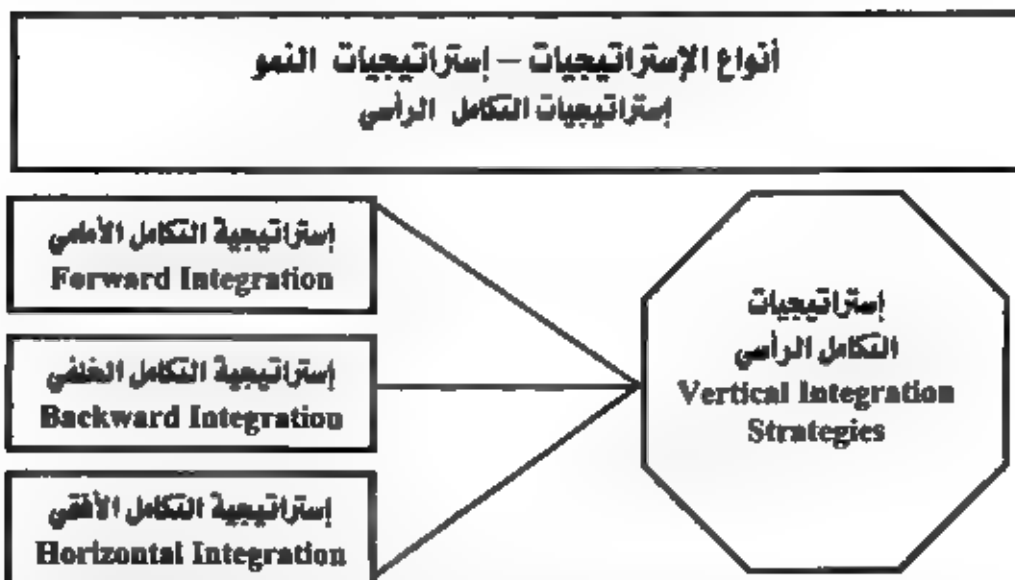 أنواع الإستراتيجيات – إستراتيجيات النمو
إستراتيجيات التكامل الرأسي
إستراتيجيات
التكامل الرأسي
Vertical Integration
Strategies
إستراتيجية التكامل الأمامي
Forward Integration
إستراتيجية التكامل الخلفي
Backward Integration
إستراتيجية التكامل الأفقي
Horizontal Integration